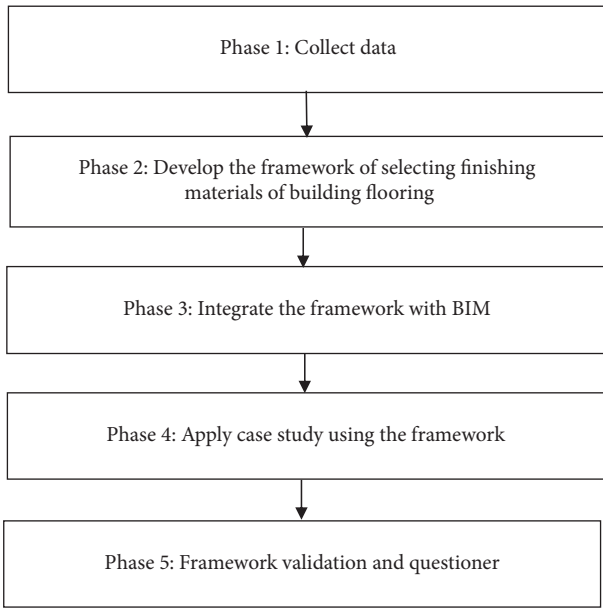 Phase 1: Collect data
Phase 2: Develop the framework of selecting finishing
materials of building flooring
Phase 3: Integrate the framework with BIM
Phase 4: Apply case study using the framework
Phase 5: Framework validation and questioner